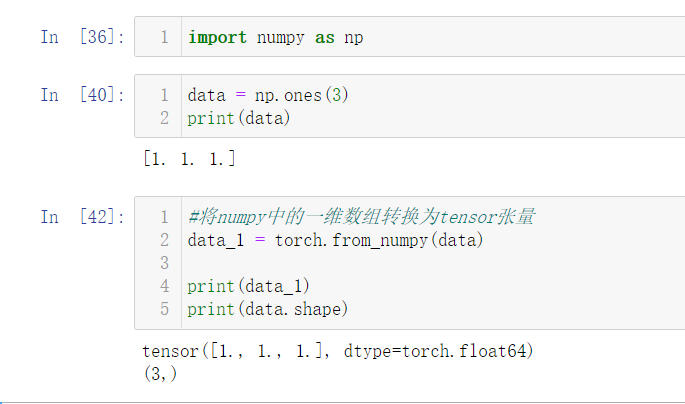 In [36]: 1 import numpy as np
In [40]: 1 data = np.ones(3)
2 print(data)
[1. 1. 1.]
In [42]: 1 #将numpy中的一维数组转换为tensor张量
2 data_1 = torch.from_numpy(data)
3
4 print(data_1)
5 print(data.shape)
tensor([1., 1., 1.], dtype=torch.float64)
(3,)